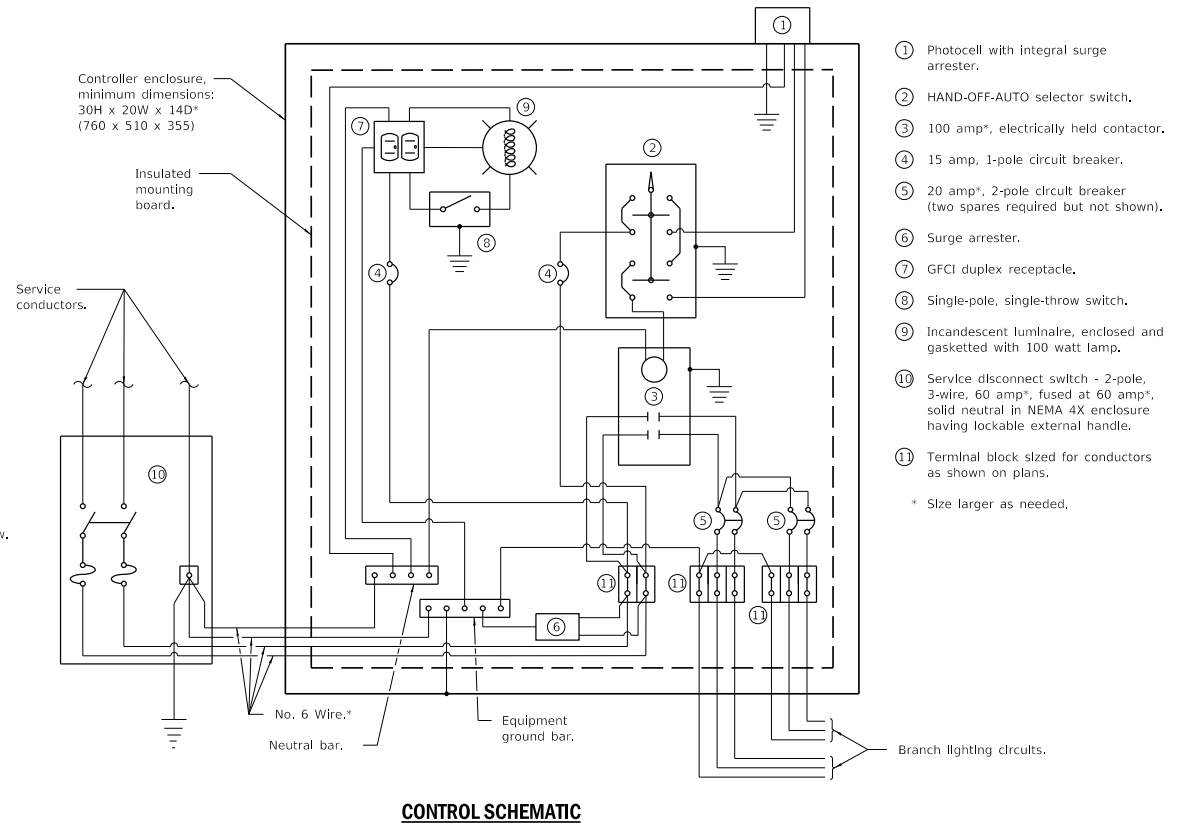 1
Controller enclosure,
minimum dimensions:
30H x 20W x 14D*
(760 x 510 x 355)
Insulated
mounting
board.
Service
conductors.
7
9
8
2
4
4
3
10
5
5
11
11
11
6
No. 6 Wire.*
Neutral bar.
Equipment
ground bar.
Branch lighting circuits.
w.
1 Photocell with integral surge
arrester.
2 HAND-OFF-AUTO selector switch.
3 100 amp*, electrically held contactor.
4 15 amp, 1-pole circuit breaker.
5 20 amp*, 2-pole circuit breaker
(two spares required but not shown).
6 Surge arrester.
7 GFCI duplex receptacle.
8 Single-pole, single-throw switch.
9 Incandescent luminaire, enclosed and
gasketted with 100 watt lamp.
10 Service disconnect switch - 2-pole,
3-wire, 60 amp*, fused at 60 amp*,
solid neutral in NEMA 4X enclosure
having lockable external handle.
11 Terminal block sized for conductors
as shown on plans.
* Size larger as needed.
CONTROL SCHEMATIC